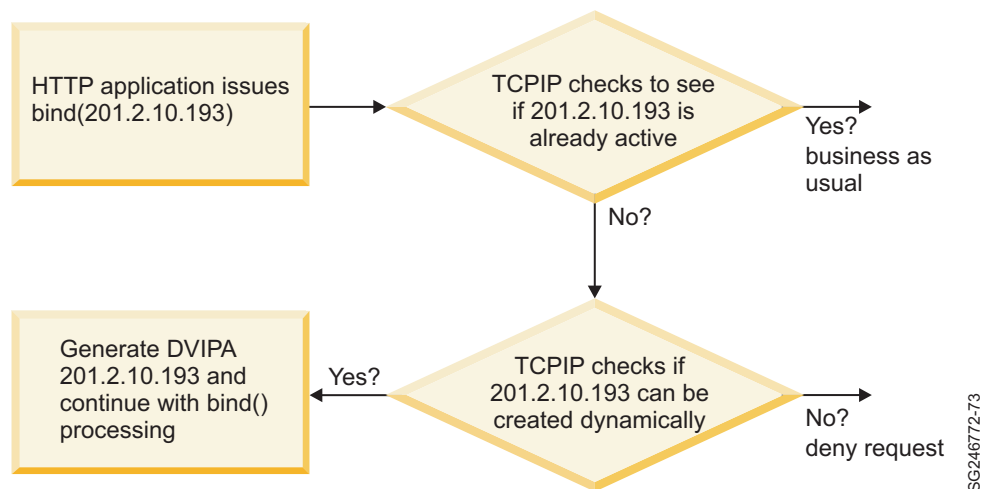 HTTP application issues
bind(201.2.10.193)
TCPIP checks to see
if 201.2.10.193 is
already active
Yes?
business as
usual
No?
TCPIP checks if
201.2.10.193 can be
created dynamically
Yes?
Generate DVIPA
201.2.10.193 and
continue with bind()
processing
No?
deny request
SG246772-73